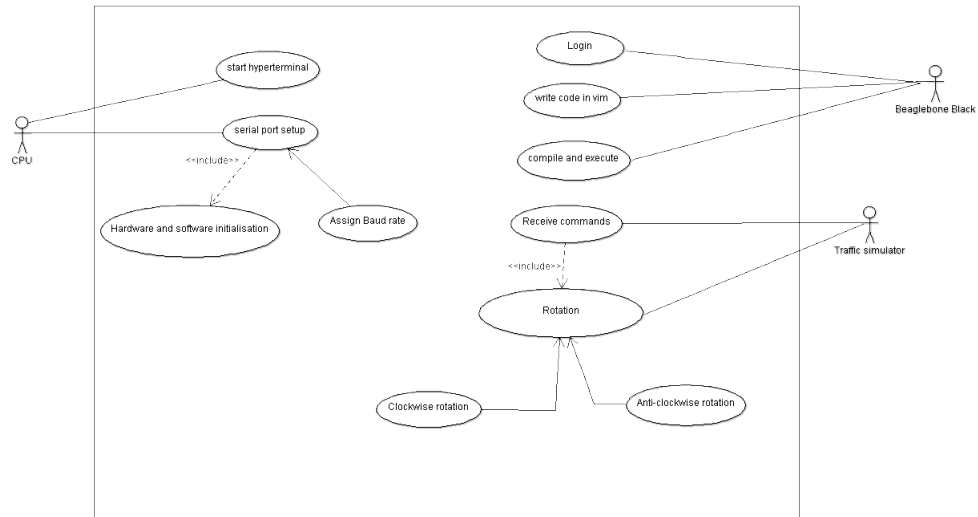 Login
start hyperterminal
write code in vim
Beaglebone Black
serial port setup
CPU
<<include>>
compile and execute
Assign Baud rate
Receive commands
Hardware and software initialisation
Traffic simulator
<<include>>
Rotation
Clockwise rotation
Anti-clockwise rotation